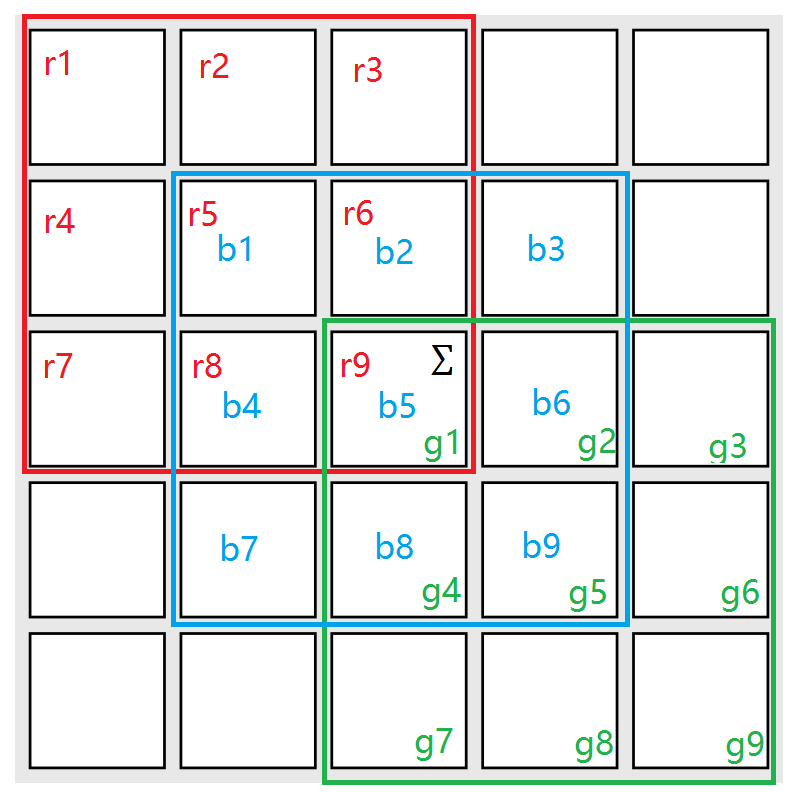 r1 r2 r3
r4 r5 r6
b1 b2 b3
r7 r8 r9 Σ
b4 b5 b6
g1 g2 g3
b7 b8 b9
g4 g5 g6
g7 g8 g9